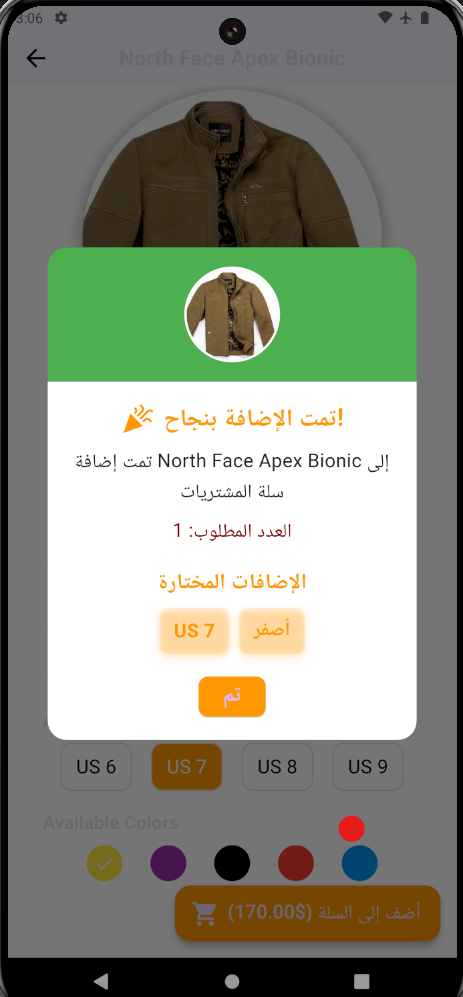 3:06
North Face Apex Bionic
تمت الإضافة بنجاح!
إلى North Face Apex Bionic تمت إضافة
سلة المشتريات
العدد المطلوب: 1
الإضافات المختارة
US 7 أصفر
تم
US 6 US 7 US 8 US 9
Available Colors
أضف إلى السلة (170.00$)